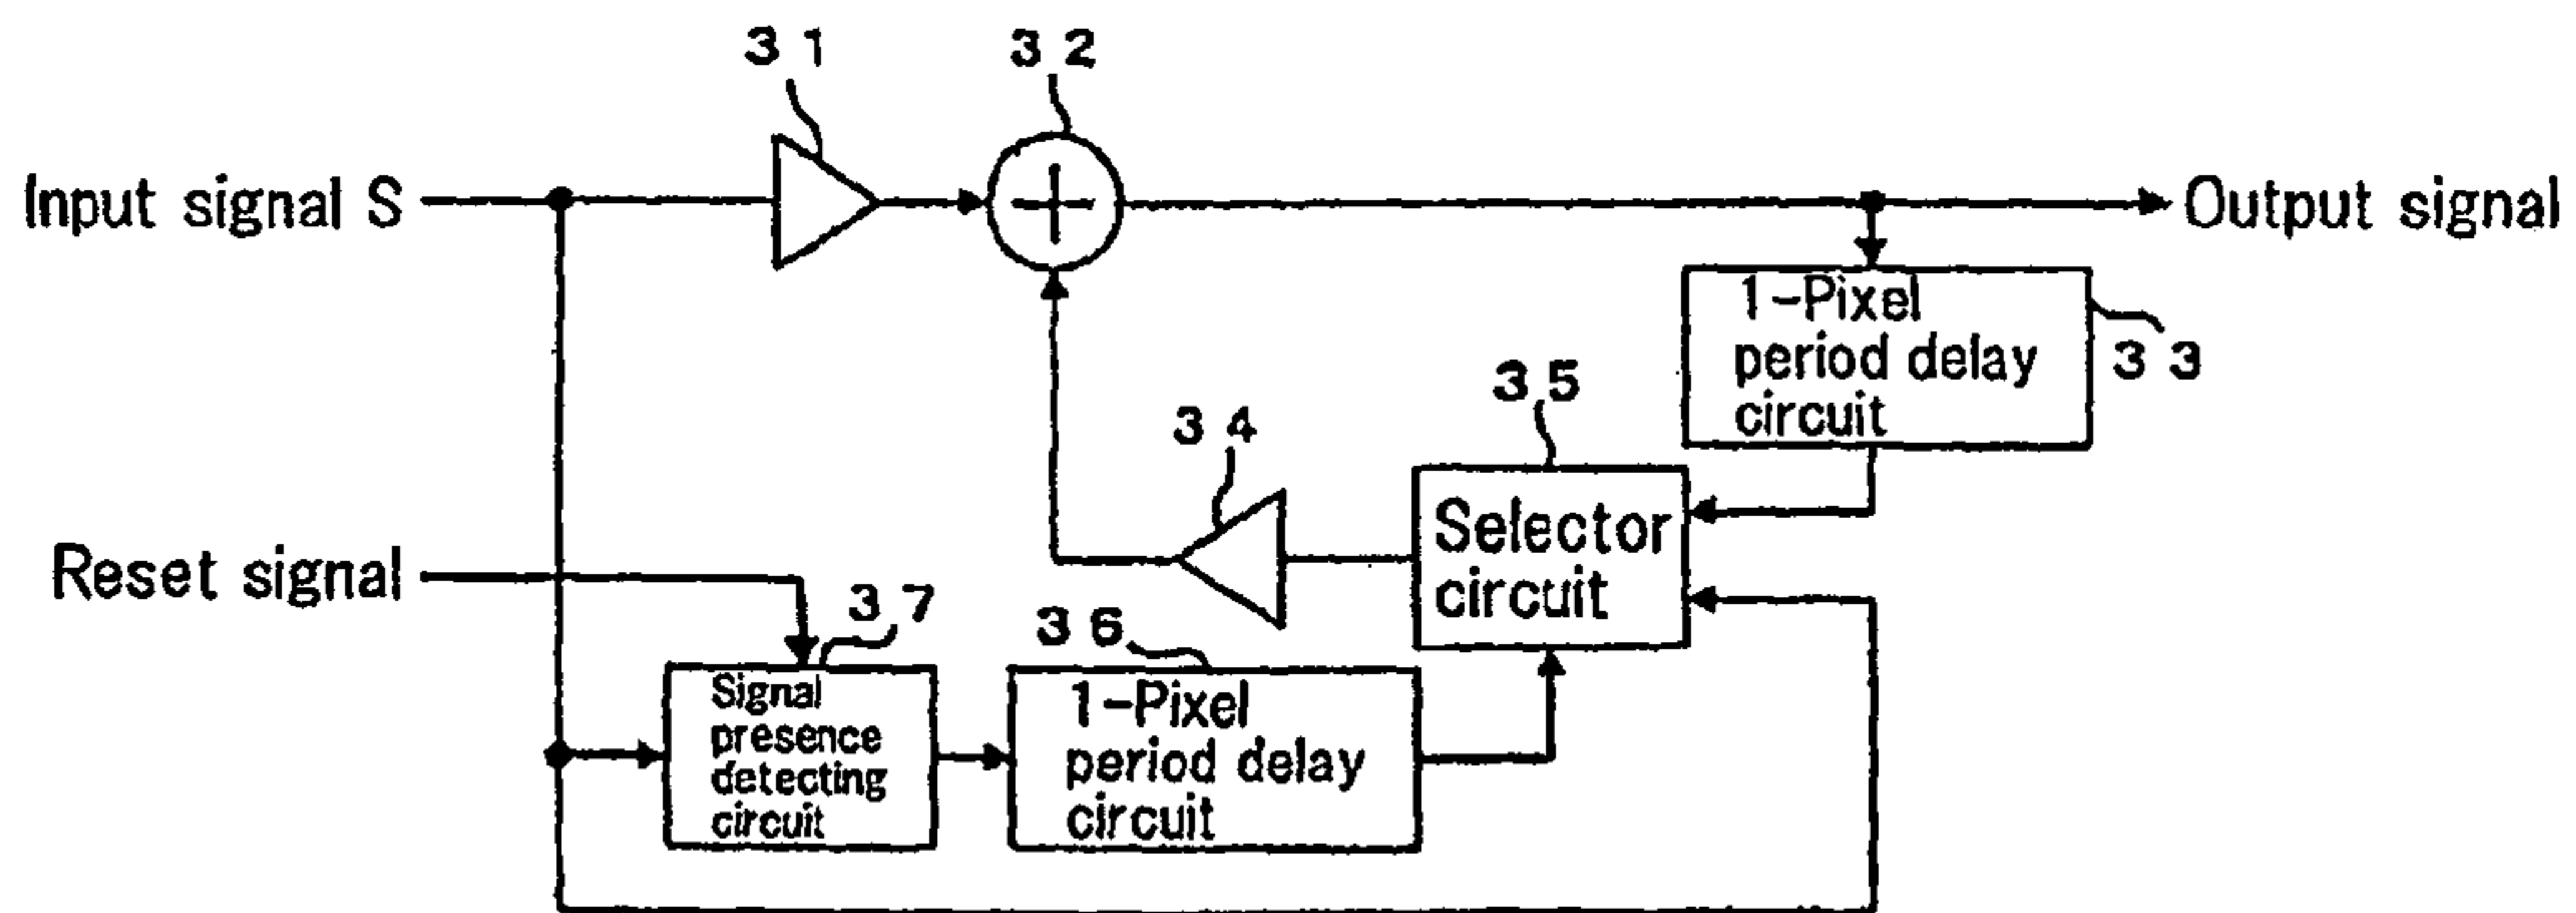 31
32
Input signal S
Output signal
1-Pixel
period delay
circuit
33
35
34
Selector
circuit
Reset signal
37
36
Signal
presence
detecting
circuit
1-Pixel
period delay
circuit